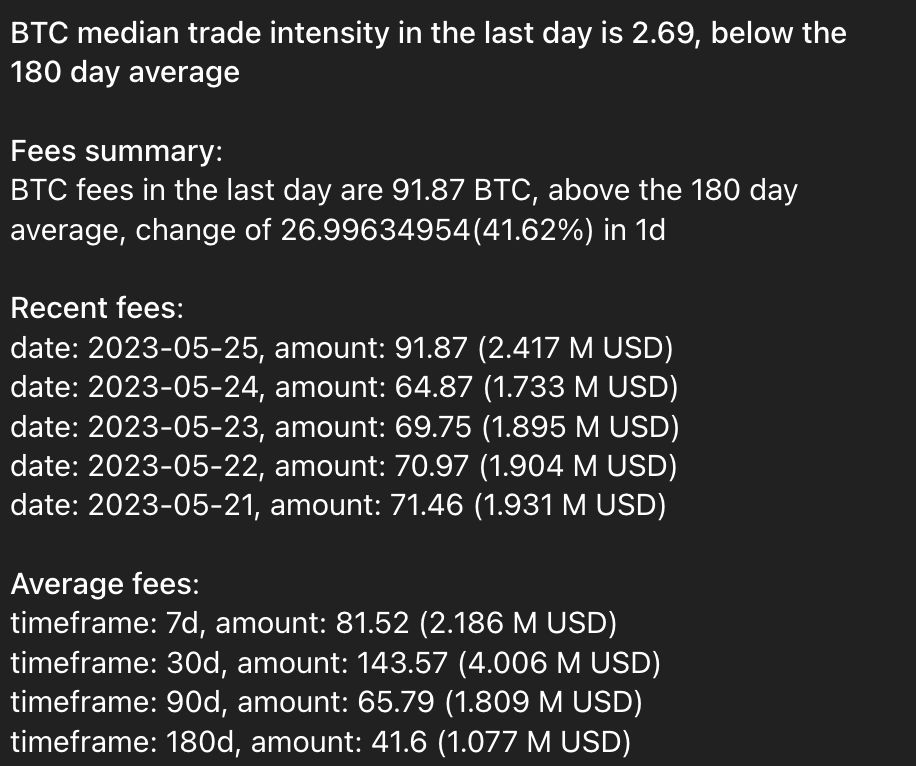 BTC median trade intensity in the last day is 2.69, below the
180 day average
Fees summary:
BTC fees in the last day are 91.87 BTC, above the 180 day
average, change of 26.99634954(41.62%) in 1d
Recent fees:
date: 2023-05-25, amount: 91.87 (2.417 M USD)
date: 2023-05-24, amount: 64.87 (1.733 M USD)
date: 2023-05-23, amount: 69.75 (1.895 M USD)
date: 2023-05-22, amount: 70.97 (1.904 M USD)
date: 2023-05-21, amount: 71.46 (1.931 M USD)
Average fees:
timeframe: 7d, amount: 81.52 (2.186 M USD)
timeframe: 30d, amount: 143.57 (4.006 M USD)
timeframe: 90d, amount: 65.79 (1.809 M USD)
timeframe: 180d, amount: 41.6 (1.077 M USD)